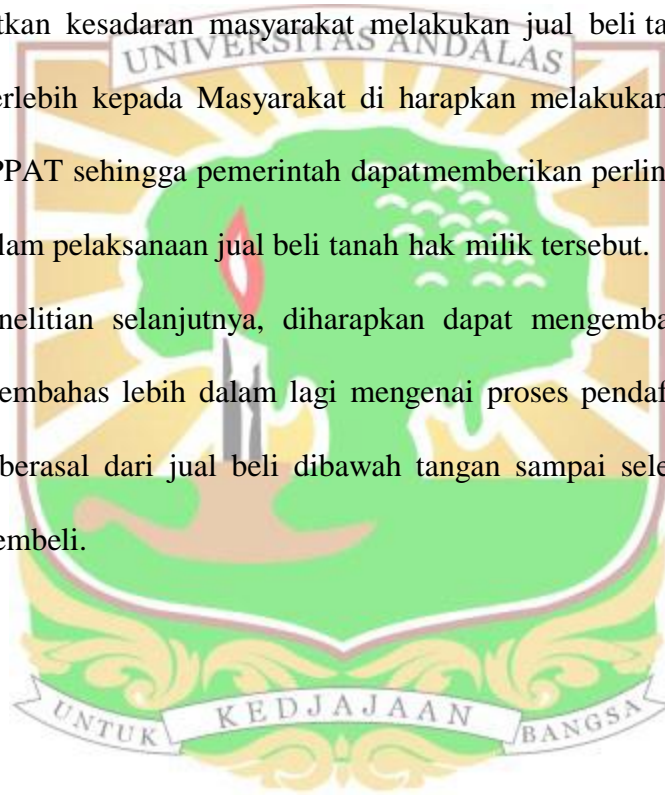 tkan kesadaran masyarakat melakukan jual beli ta
UNIVERSITAS ANDALAS
erlebih kepada Masyarakat di harapkan melakukan
PPAT sehingga pemerintah dapatmemberikan perlin
lam pelaksanaan jual beli tanah hak milik tersebut.
nelitian selanjutnya, diharapkan dapat mengemba
embahas lebih dalam lagi mengenai proses pendaf
berasal dari jual beli dibawah tangan sampai sele
embeli.
UNTUK KEDJAJAAN BANGSA